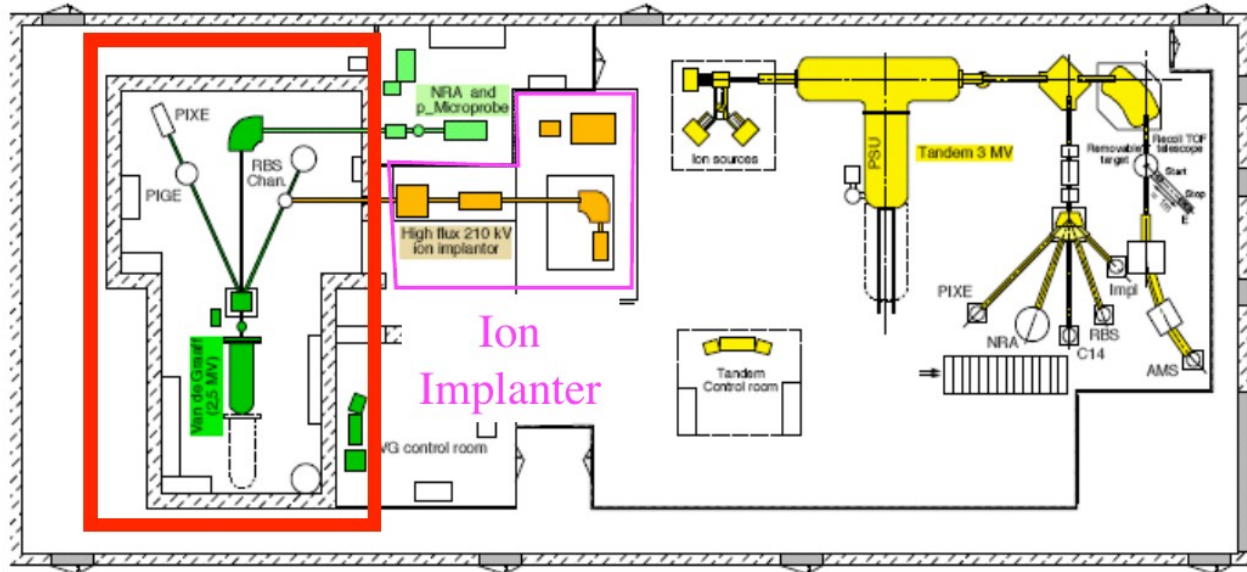 PIXE
PIGE
RBS
Chan.
Van de Graaff
(2,5 MV)
NRA and
p_Microprobe
High flux 210 kV
ion implantor
Ion
Implanter
VG control room
Ion sources
PSU
Tandem 3 MV
Tandem
Control room
Removable
target
Recoil TOF
telescope
Start
Stop
≈ 1m
E
PIXE
NRA
C14
RBS
Impl
AMS